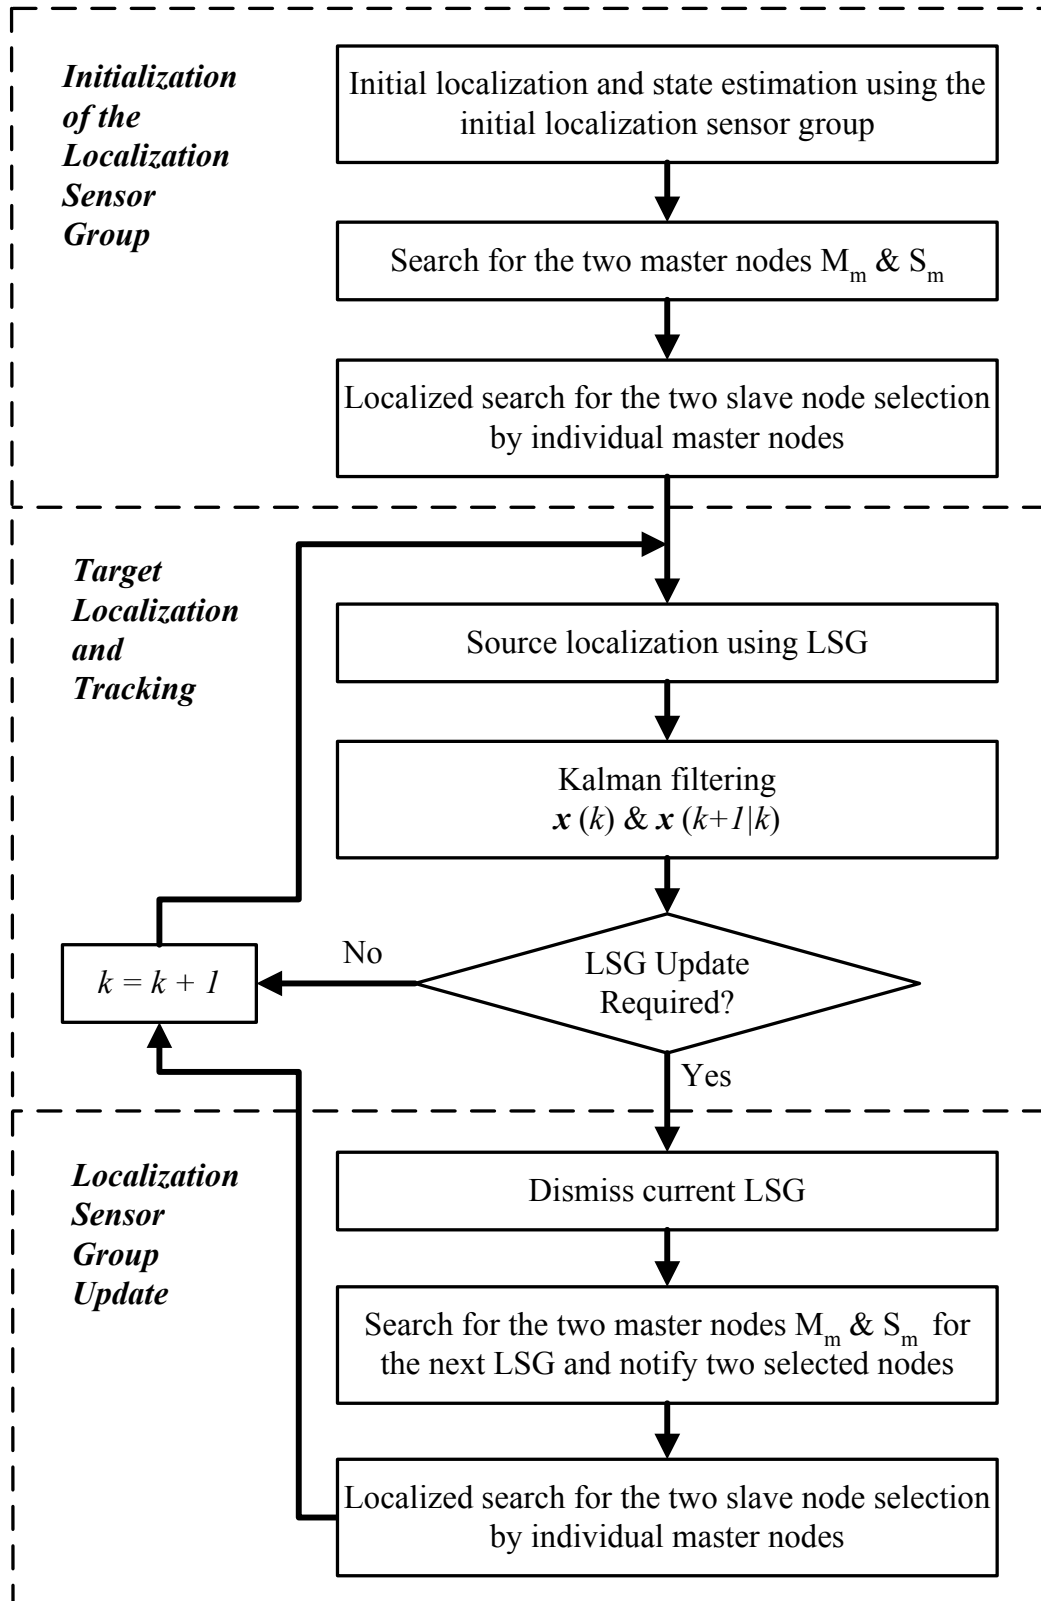 Initialization
of the
Localization
Sensor
Group
Initial localization and state estimation using the
initial localization sensor group
Search for the two master nodes Mm & Sm
Localized search for the two slave node selection
by individual master nodes
Target
Localization
and
Tracking
Source localization using LSG
Kalman filtering
x (k) & x (k+1|k)
LSG Update
Required?
No
k = k + 1
Yes
Localization
Sensor
Group
Update
Dismiss current LSG
Search for the two master nodes Mm & Sm for
the next LSG and notify two selected nodes
Localized search for the two slave node selection
by individual master nodes